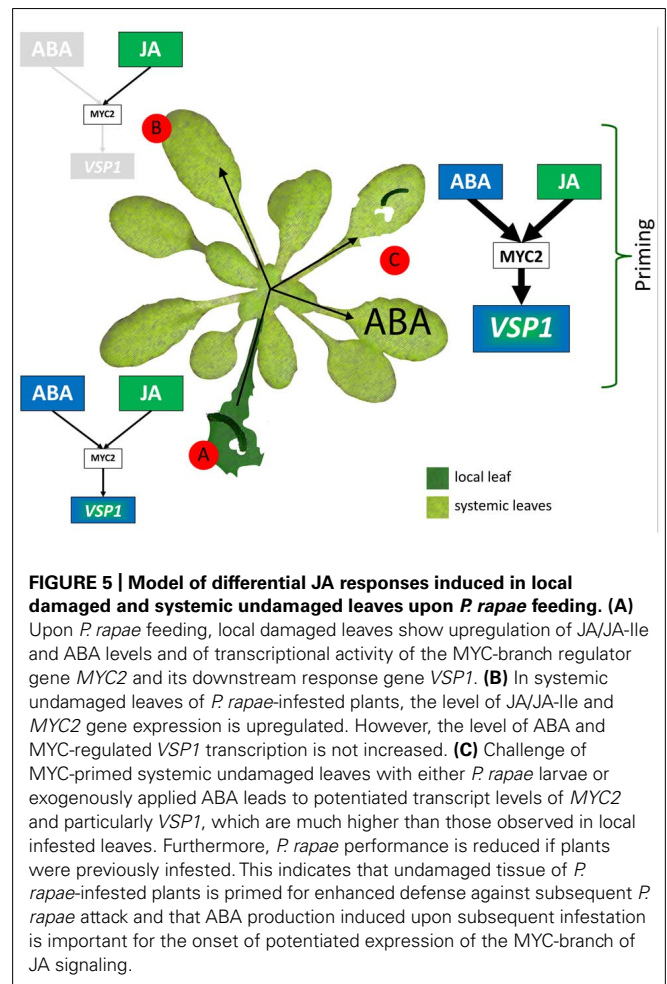 ABA
JA
MYC2
VSP1
B
C
ABA
JA
MYC2
VSP1
Priming
ABA
ABA
JA
MYC2
VSP1
A
local leaf
systemic leaves
FIGURE 5 | Model of differential JA responses induced in local
damaged and systemic undamaged leaves upon P. rapae feeding. (A)
Upon P. rapae feeding, local damaged leaves show upregulation of JA/JA-Ile
and ABA levels and of transcriptional activity of the MYC-branch regulator
gene MYC2 and its downstream response gene VSP1. (B) In systemic
undamaged leaves of P. rapae-infested plants, the level of JA/JA-Ile and
MYC2 gene expression is upregulated. However, the level of ABA and
MYC-regulated VSP1 transcription is not increased. (C) Challenge of
MYC-primed systemic undamaged leaves with either P. rapae larvae or
exogenously applied ABA leads to potentiated transcript levels of MYC2
and particularly VSP1, which are much higher than those observed in local
infested leaves. Furthermore, P. rapae performance is reduced if plants
were previously infested. This indicates that undamaged tissue of P.
rapae-infested plants is primed for enhanced defense against subsequent P.
rapae attack and that ABA production induced upon subsequent infestation
is important for the onset of potentiated expression of the MYC-branch of
JA signaling.